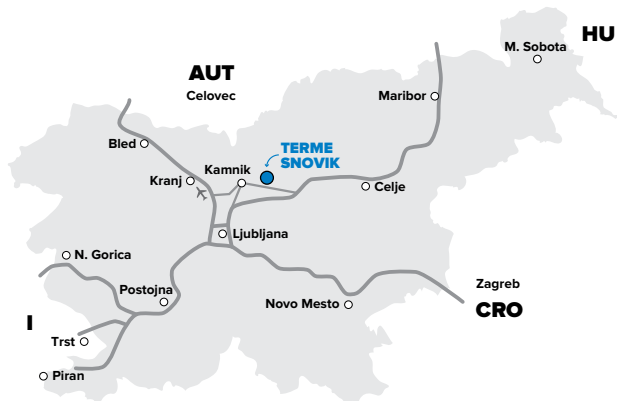 HU
M. Sobota
AUT
Celovec
Maribor
Bled
TERME
SNOVIK
Kamnik
Kranj
Celje
Ljubljana
N. Gorica
Postojna
Zagreb
Novo Mesto
CRO
I
Trst
Piran